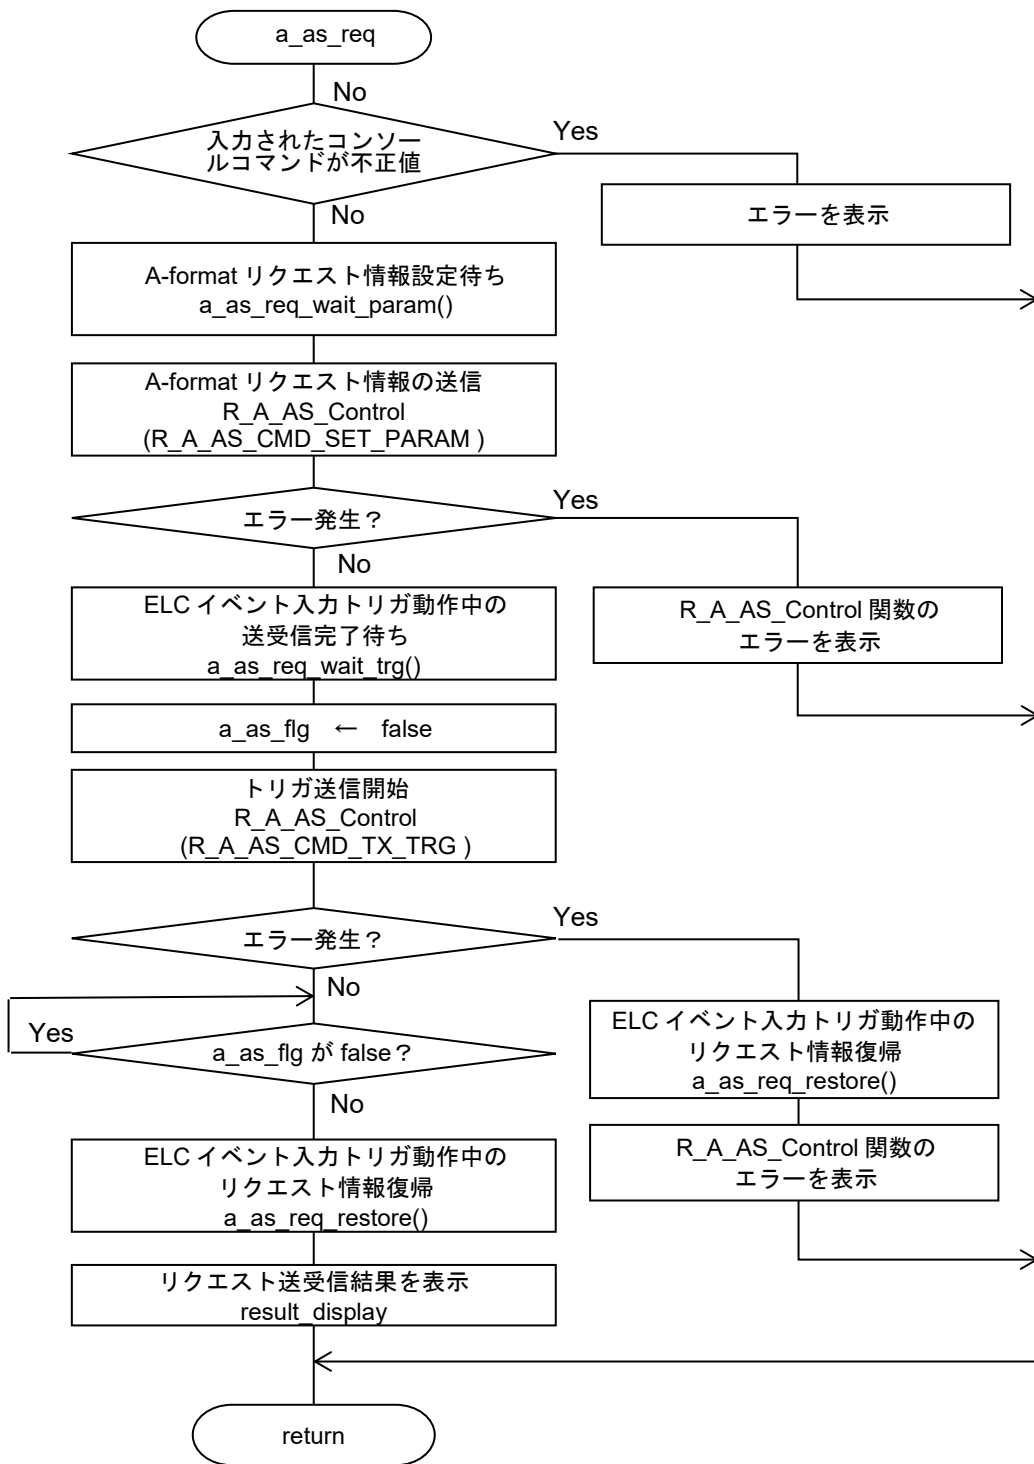 a_as_req
No
入力されたコンソー
ルコマンドが不正値
Yes
エラーを表示
No
A-format リクエスト情報設定待ち
a_as_req_wait_param()
A-format リクエスト情報の送信
R_A_AS_Control
(R_A_AS_CMD_SET_PARAM )
エラー発生？
Yes
No
R_A_AS_Control 関数の
エラーを表示
ELC イベント入力トリガ動作中の
送受信完了待ち
a_as_req_wait_trg()
a_as_flg ← false
トリガ送信開始
R_A_AS_Control
(R_A_AS_CMD_TX_TRG )
エラー発生？
Yes
No
ELC イベント入力トリガ動作中の
リクエスト情報復帰
a_as_req_restore()
R_A_AS_Control 関数の
エラーを表示
Yes
a_as_flg が false？
No
ELC イベント入力トリガ動作中の
リクエスト情報復帰
a_as_req_restore()
リクエスト送受信結果を表示
result_display
return